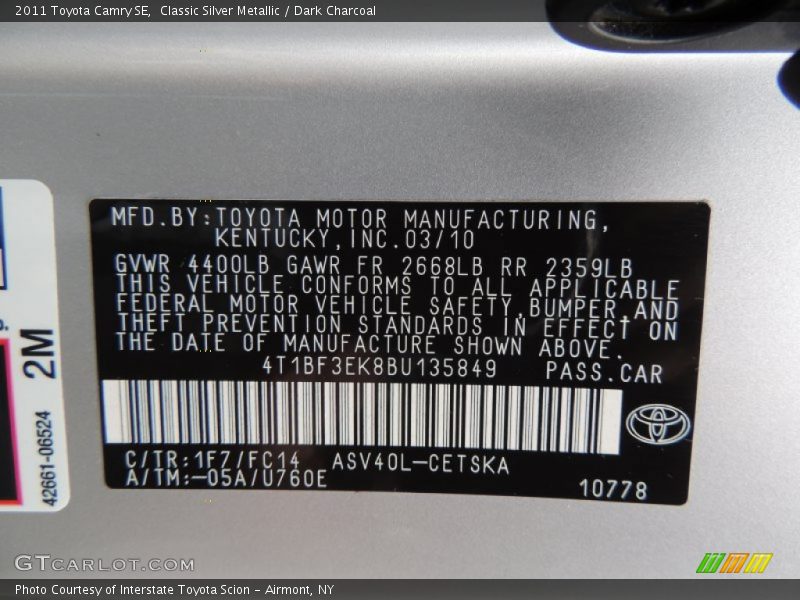 2011 Toyota Camry SE,  Classic Silver Metallic / Dark Charcoal
MFD.BY:TOYOTA MOTOR MANUFACTURING,
KENTUCKY,INC.03/10
GVWR 4400LB GAWR FR 2668LB RR 2359LB
THIS VEHICLE CONFORMS TO ALL APPLICABLE
FEDERAL MOTOR VEHICLE SAFETY,BUMPER,AND
THEFT PREVENTION STANDARDS IN EFFECT ON
THE DATE OF MANUFACTURE SHOWN ABOVE.
4T1BF3EK8BU135849 PASS.CAR
C/TR:1F7/FC14 ASV40L-CETSKA
A/TM:-05A/U760E
10778
2M
42661-06524
GTCARLOT.COM
Photo Courtesy of Interstate Toyota Scion - Airmont, NY